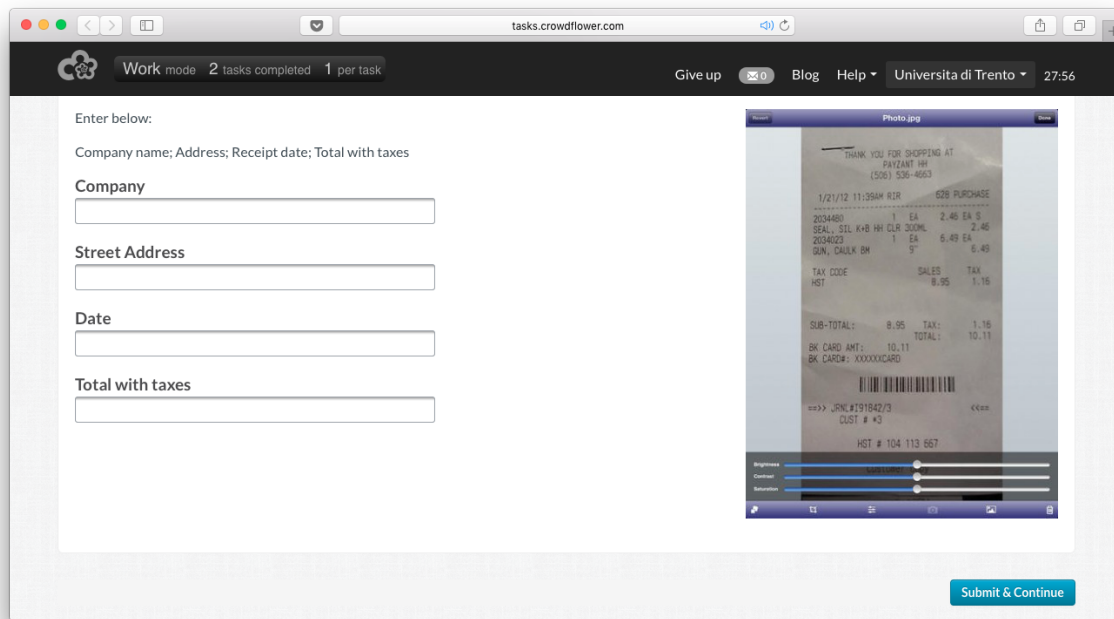 tasks.crowdflower.com
Work mode 2 tasks completed 1 per task
Give up 0 Blog Help Universita di Trento 27:56
Enter below:
Company name; Address; Receipt date; Total with taxes
Company
Street Address
Date
Total with taxes
Revert Photo.jpg Done
THANK YOU FOR SHOPPING AT
PAYZANT HH
(506) 536-4663
1/21/12 11:39AM RIR 628 PURCHASE
2034480 1 EA 2.46 EA S
SEAL, SIL K+B HH CLR 300ML 2.46
2034023 1 EA 6.49 EA
GUN, CAULK 8M 9" 6.49
TAX CODE SALES TAX
HST 8.95 1.16
SUB-TOTAL: 8.95 TAX: 1.16
TOTAL: 10.11
BK CARD AMT: 10.11
BK CARD#: XXXXXXCARD
==>> JRNL#I91842/3 <<==
CUST # *3
HST # 104 113 667
Customer Copy
Brightness
Contrast
Saturation
Submit & Continue